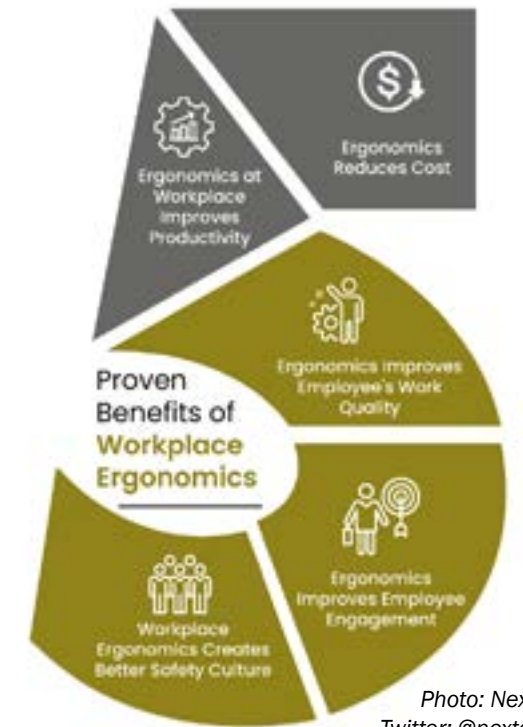 Ergonomics
Reduces Cost
Ergonomics at
Workplace
Improves
Productivity
Ergonomics Improves
Employee's Work
Quality
Proven
Benefits of
Workplace
Ergonomics
Ergonomics
Improves Employee
Engagement
Workplace
Ergonomics Creates
Better Safety Culture
Photo:
Twitter: